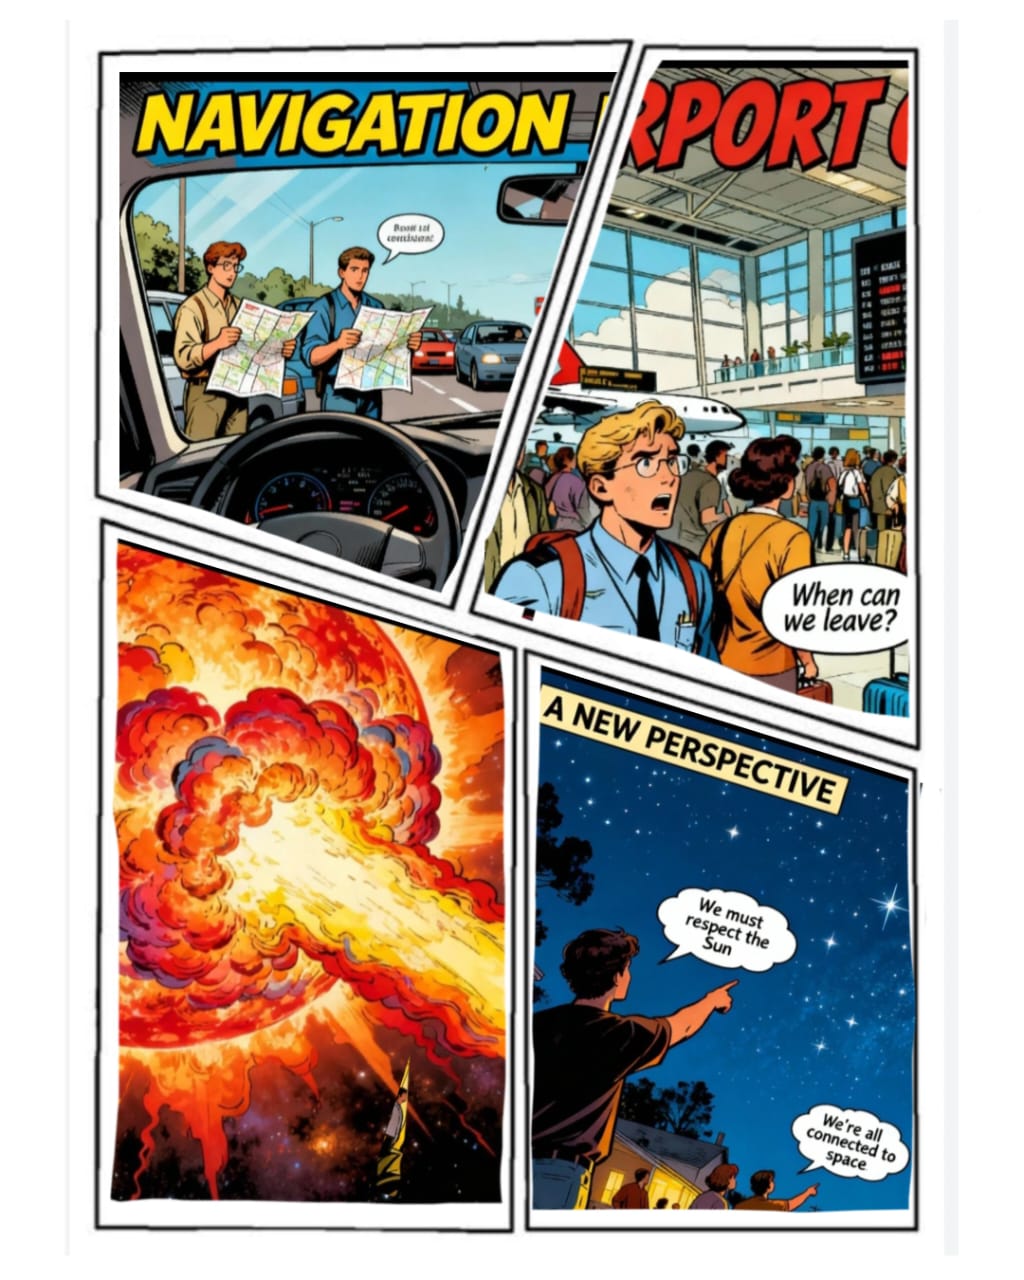 NAVIGATION
RPORT
When can
we leave?
A NEW PERSPECTIVE
We must
respect the
Sun
We're all
connected to
space